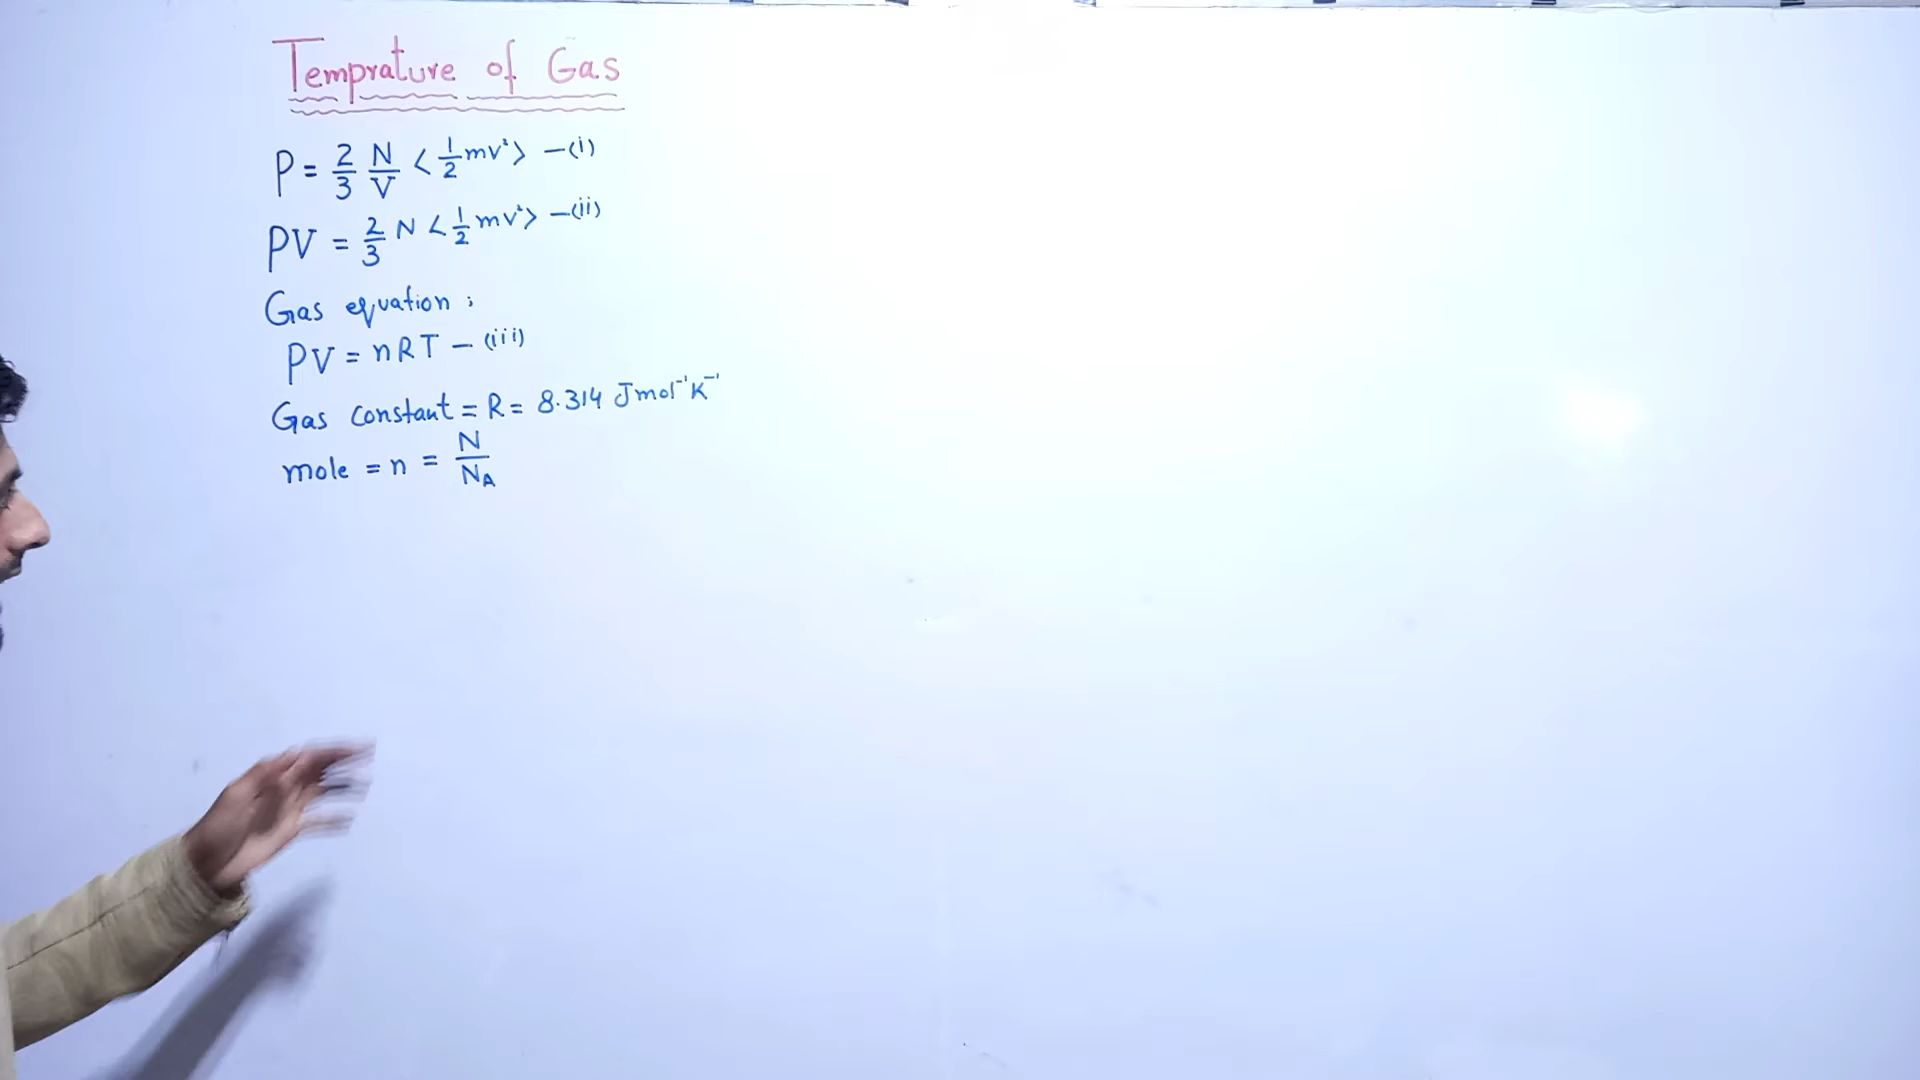 Temprature of Gas
P = 2/3 N/V <1/2 mv²> —(i)
PV = 2/3 N <1/2 mv²> —(ii)
Gas equation ;
PV = nRT — (iii)
Gas constant = R = 8.314 Jmol⁻¹K⁻¹
mole = n = N/N_A